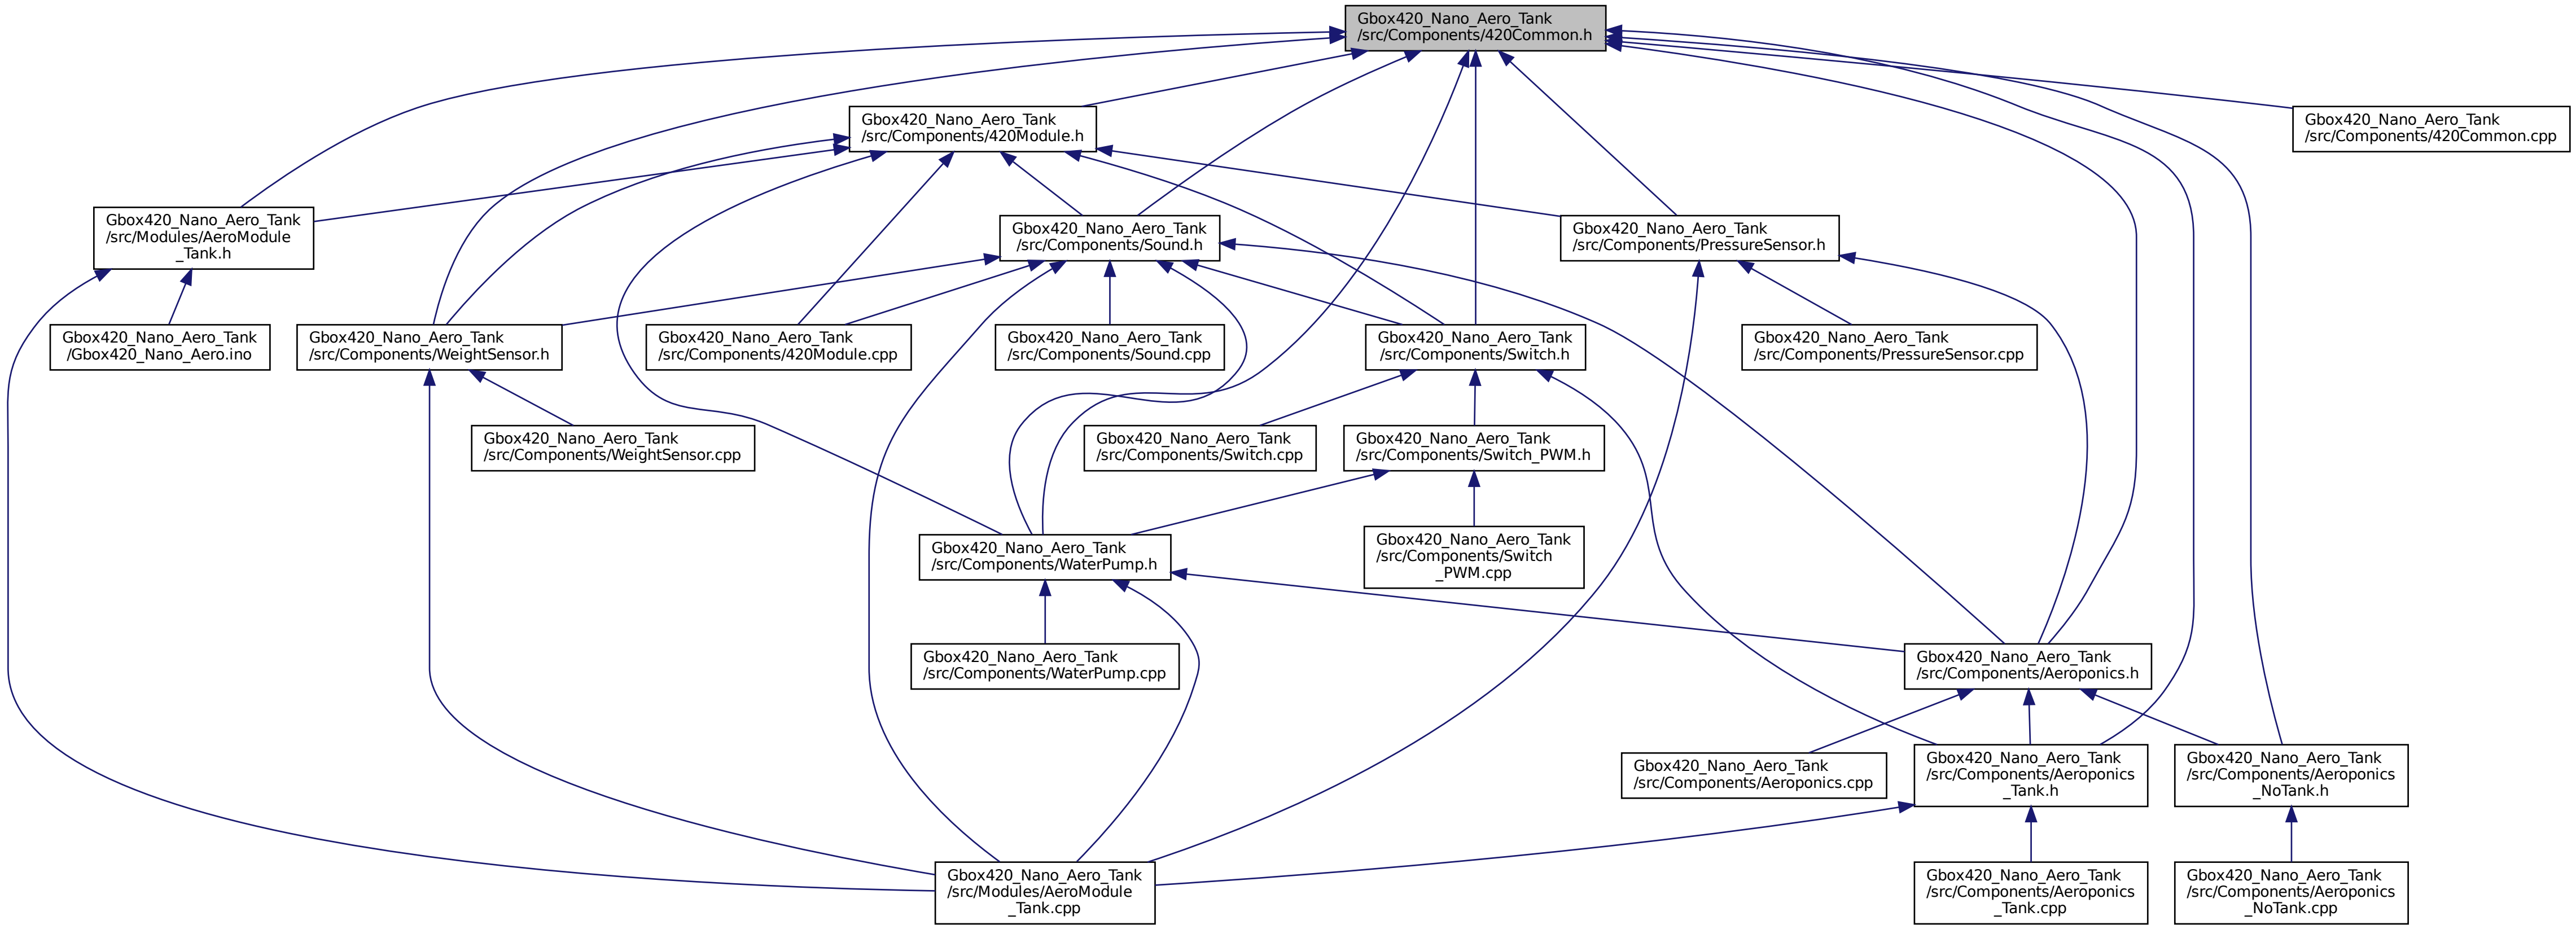 Gbox420_Nano_Aero_Tank
/src/Components/420Common.h
Gbox420_Nano_Aero_Tank
/src/Components/420Module.h
Gbox420_Nano_Aero_Tank
/src/Components/420Common.cpp
Gbox420_Nano_Aero_Tank
/src/Modules/AeroModule
_Tank.h
Gbox420_Nano_Aero_Tank
/src/Components/Sound.h
Gbox420_Nano_Aero_Tank
/src/Components/PressureSensor.h
Gbox420_Nano_Aero_Tank
/Gbox420_Nano_Aero.ino
Gbox420_Nano_Aero_Tank
/src/Components/WeightSensor.h
Gbox420_Nano_Aero_Tank
/src/Components/420Module.cpp
Gbox420_Nano_Aero_Tank
/src/Components/Sound.cpp
Gbox420_Nano_Aero_Tank
/src/Components/Switch.h
Gbox420_Nano_Aero_Tank
/src/Components/PressureSensor.cpp
Gbox420_Nano_Aero_Tank
/src/Components/WeightSensor.cpp
Gbox420_Nano_Aero_Tank
/src/Components/Switch.cpp
Gbox420_Nano_Aero_Tank
/src/Components/Switch_PWM.h
Gbox420_Nano_Aero_Tank
/src/Components/WaterPump.h
Gbox420_Nano_Aero_Tank
/src/Components/Switch
_PWM.cpp
Gbox420_Nano_Aero_Tank
/src/Components/WaterPump.cpp
Gbox420_Nano_Aero_Tank
/src/Components/Aeroponics.h
Gbox420_Nano_Aero_Tank
/src/Components/Aeroponics.cpp
Gbox420_Nano_Aero_Tank
/src/Components/Aeroponics
_Tank.h
Gbox420_Nano_Aero_Tank
/src/Components/Aeroponics
_NoTank.h
Gbox420_Nano_Aero_Tank
/src/Modules/AeroModule
_Tank.cpp
Gbox420_Nano_Aero_Tank
/src/Components/Aeroponics
_Tank.cpp
Gbox420_Nano_Aero_Tank
/src/Components/Aeroponics
_NoTank.cpp